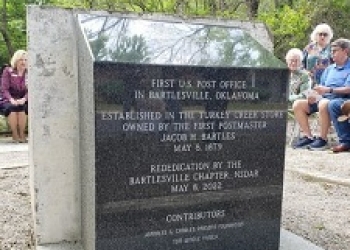 FIRST U.S. POST OFFICE
IN BARTLESVILLE, OKLAHOMA
ESTABLISHED IN THE TURKEY CREEK STORE
OWNED BY THE FIRST POSTMASTER
JACOB H. BARTLES
MAY 5, 1879
REDEDICATION BY THE
BARTLESVILLE CHAPTER, NSDAR
MAY 6, 2022
CONTRIBUTORS